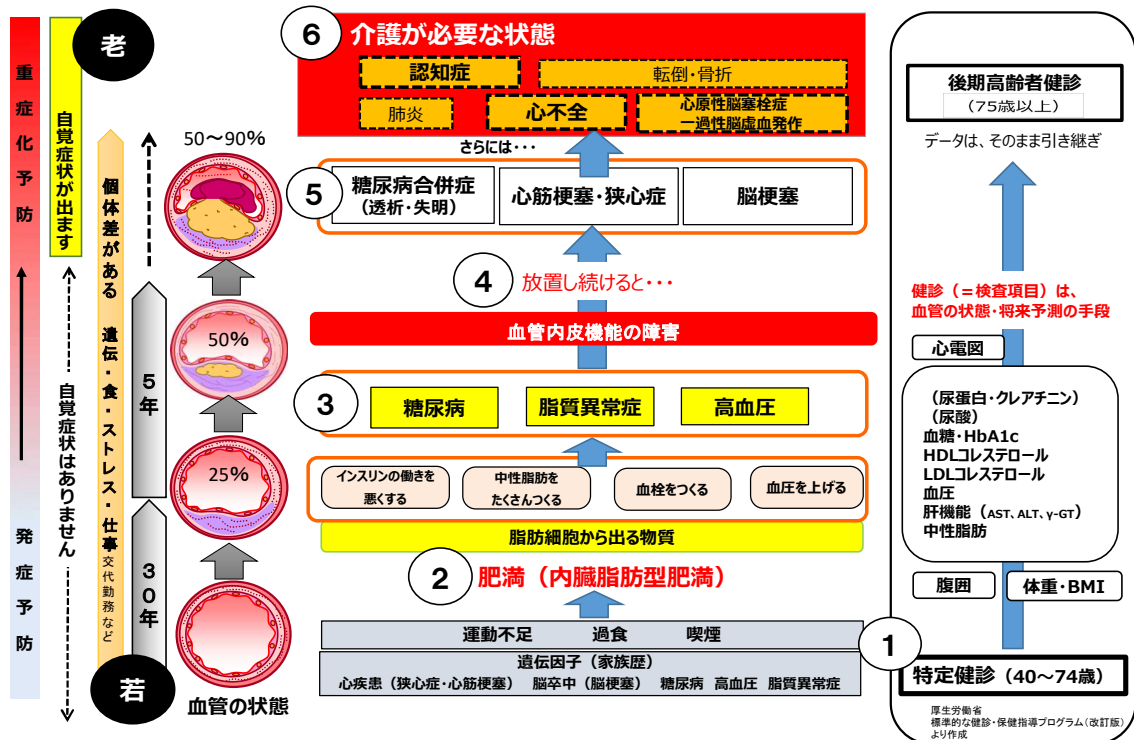 重症化予防
発症予防
自覚症状が出ます
自覚症状はありません
老
若
個体差がある 遺伝・食・ストレス・仕事 交代勤務など
5年
30年
50~90%
50%
25%
血管の状態
6 介護が必要な状態
認知症
転倒・骨折
肺炎
心不全
心原性脳塞栓症
一過性脳虚血発作
さらには・・・
5
糖尿病合併症
(透析・失明)
心筋梗塞・狭心症
脳梗塞
4 放置し続けると・・・
血管内皮機能の障害
3
糖尿病
脂質異常症
高血圧
インスリンの働きを
悪くする
中性脂肪を
たくさんつくる
血栓をつくる
血圧を上げる
脂肪細胞から出る物質
2 肥満(内臓脂肪型肥満)
運動不足 過食 喫煙
遺伝因子(家族歴)
心疾患(狭心症・心筋梗塞) 脳卒中(脳梗塞) 糖尿病 高血圧 脂質異常症
後期高齢者健診
(75歳以上)
データは、そのまま引き継ぎ
健診(=検査項目)は、
血管の状態・将来予測の手段
心電図
(尿蛋白・クレアチニン)
(尿酸)
血糖・HbA1c
HDLコレステロール
LDLコレステロール
血圧
肝機能(AST、ALT、γ-GT)
中性脂肪
腹囲
体重・BMI
1
特定健診(40~74歳)
厚生労働省
標準的な健診・保健指導プログラム(改訂版)
より作成